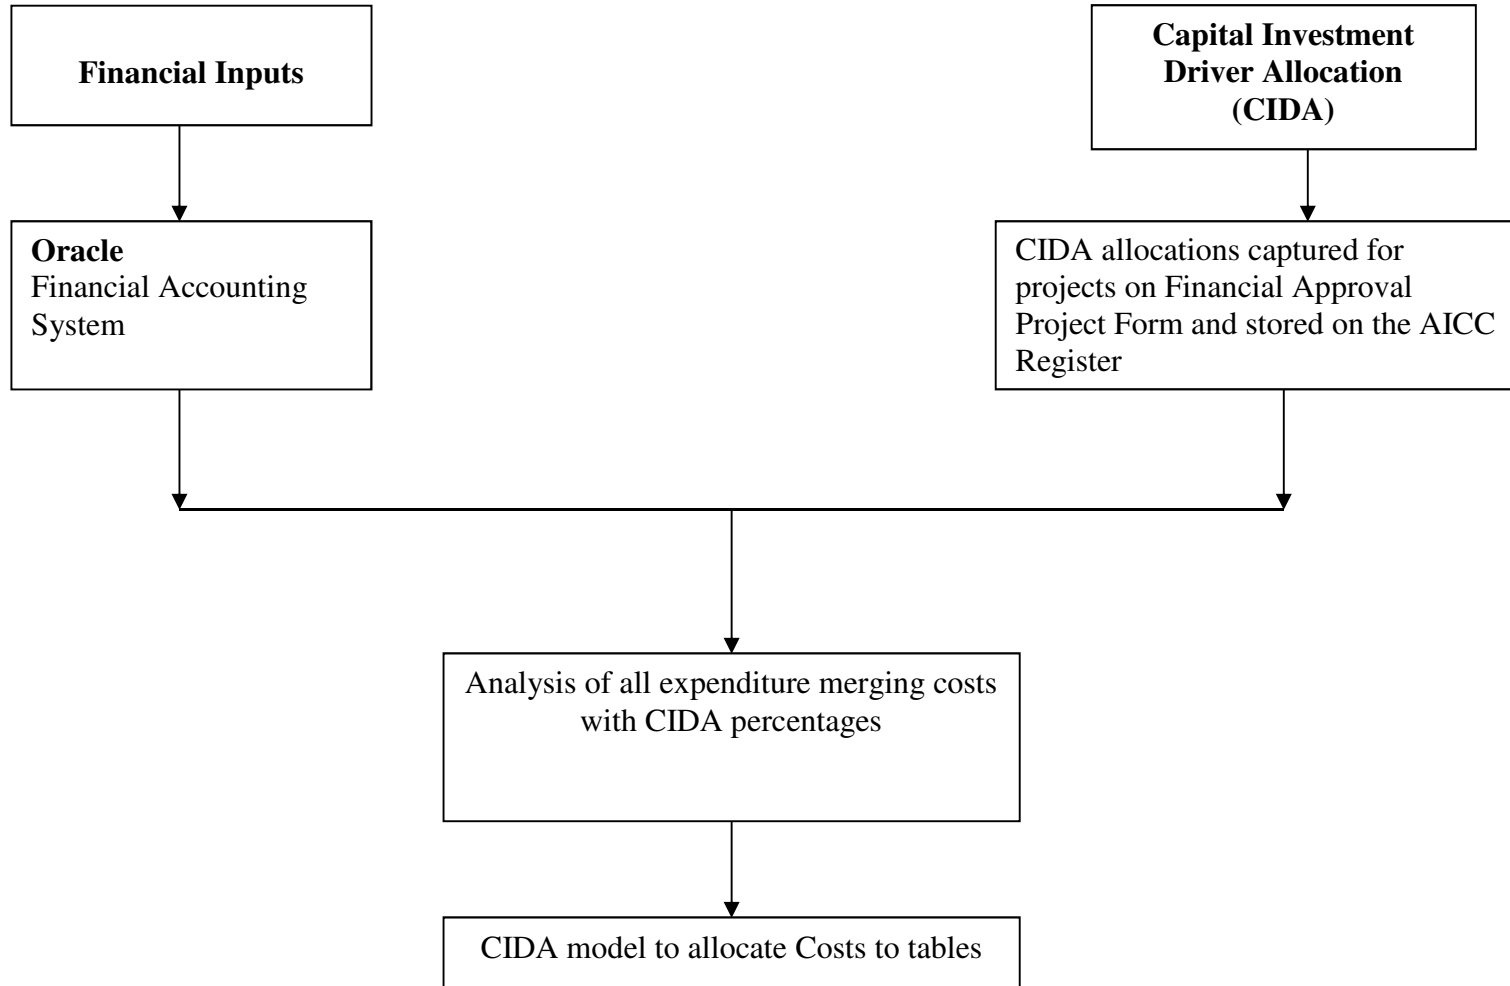 Financial Inputs
Capital Investment
Driver Allocation
(CIDA)
Oracle
Financial Accounting
System
CIDA allocations captured for
projects on Financial Approval
Project Form and stored on the AICC
Register
Analysis of all expenditure merging costs
with CIDA percentages
CIDA model to allocate Costs to tables